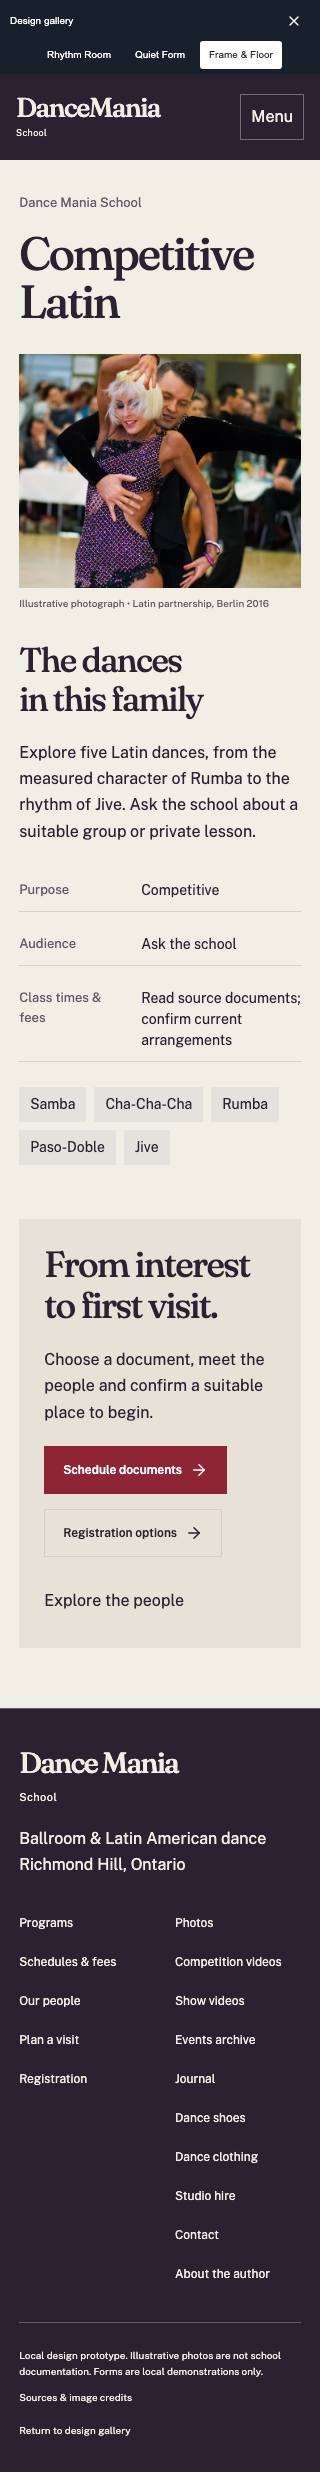 Design gallery
Rhythm Room
Quiet Form
Frame & Floor
DanceMania
School
Menu
Dance Mania School
Competitive
Latin
Illustrative photograph • Latin partnership, Berlin 2016
The dances
in this family
Explore five Latin dances, from the
measured character of Rumba to the
rhythm of Jive. Ask the school about a
suitable group or private lesson.
Purpose
Competitive
Audience
Ask the school
Class times &
fees
Read source documents;
confirm current
arrangements
Samba
Cha-Cha-Cha
Rumba
Paso-Doble
Jive
From interest
to first visit.
Choose a document, meet the
people and confirm a suitable
place to begin.
Schedule documents
Registration options
Explore the people
Dance Mania
School
Ballroom & Latin American dance
Richmond Hill, Ontario
Programs
Schedules & fees
Our people
Plan a visit
Registration
Photos
Competition videos
Show videos
Events archive
Journal
Dance shoes
Dance clothing
Studio hire
Contact
About the author
Local design prototype. Illustrative photos are not school
documentation. Forms are local demonstrations only.
Sources & image credits
Return to design gallery